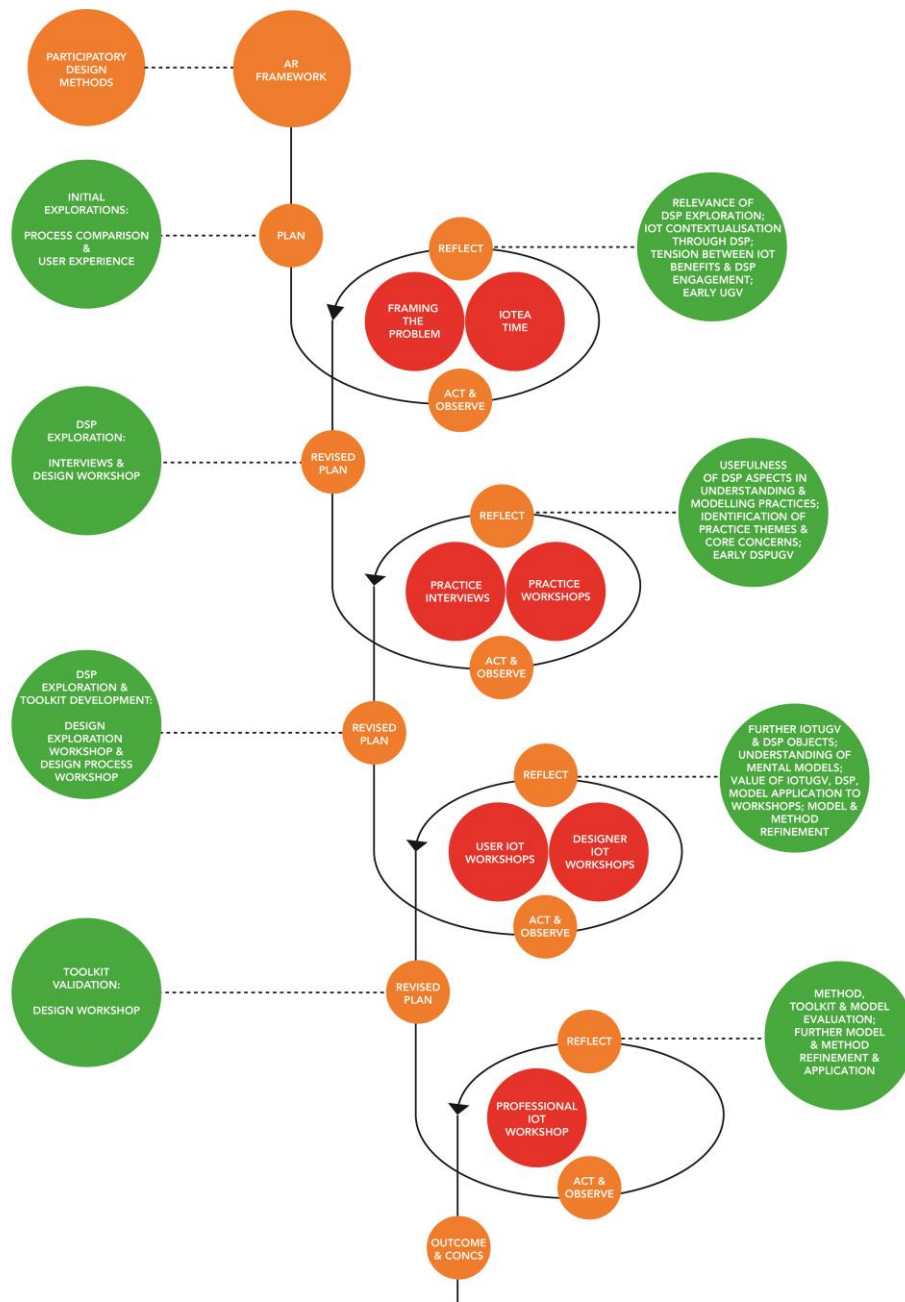 PARTICIPATORY
DESIGN
METHODS
AR
FRAMEWORK
INITIAL
EXPLORATIONS:
PROCESS COMPARISON
&
USER EXPERIENCE
PLAN
REFLECT
RELEVANCE OF
DSP EXPLORATION;
IOT CONTEXTUALISATION
THROUGH DSP;
TENSION BETWEEN IOT
BENEFITS & DSP
ENGAGEMENT;
EARLY UGV
FRAMING
THE
PROBLEM
IOTEA
TIME
ACT &
OBSERVE
DSP
EXPLORATION:
INTERVIEWS &
DESIGN WORKSHOP
REVISED
PLAN
REFLECT
USEFULNESS
OF DSP ASPECTS IN
UNDERSTANDING &
MODELLING PRACTICES;
IDENTIFICATION OF
PRACTICE THEMES &
CORE CONCERNS;
EARLY DSPUGV
PRACTICE
INTERVIEWS
PRACTICE
WORKSHOPS
ACT &
OBSERVE
DSP
EXPLORATION &
TOOLKIT DEVELOPMENT:
DESIGN
EXPLORATION
WORKSHOP &
DESIGN PROCESS
WORKSHOP
REVISED
PLAN
REFLECT
FURTHER IOTUGV
& DSP OBJECTS;
UNDERSTANDING OF
MENTAL MODELS;
VALUE OF IOTUGV, DSP,
MODEL APPLICATION TO
WORKSHOPS; MODEL &
METHOD
REFINEMENT
USER IOT
WORKSHOPS
DESIGNER
IOT
WORKSHOPS
ACT &
OBSERVE
TOOLKIT
VALIDATION:
DESIGN WORKSHOP
REVISED
PLAN
REFLECT
METHOD,
TOOLKIT & MODEL
EVALUATION;
FURTHER MODEL
& METHOD
REFINEMENT &
APPLICATION
PROFESSIONAL
IOT
WORKSHOP
ACT &
OBSERVE
OUTCOME
& CONCS